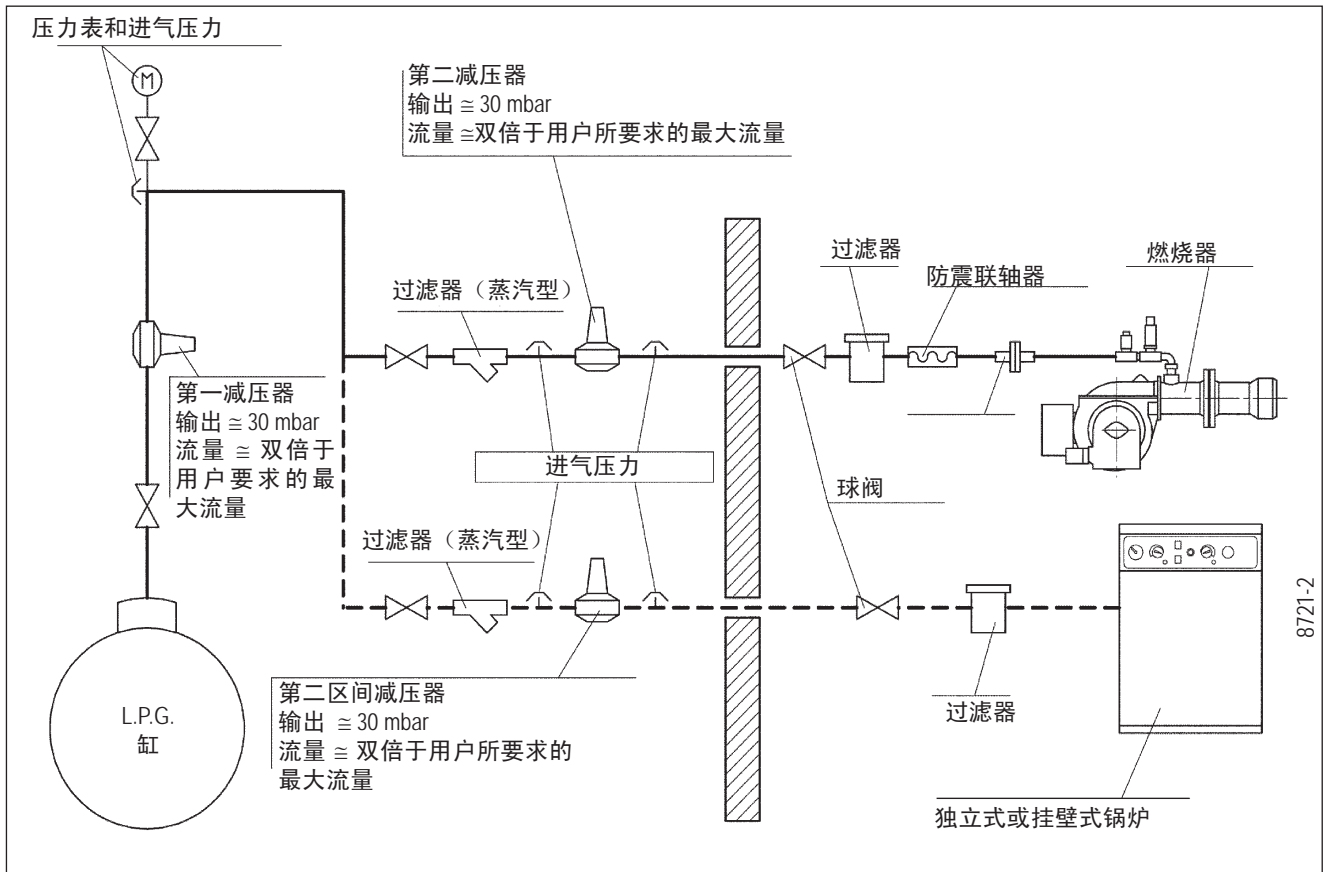 压力表和进气压力
M
第二减压器
输出 ≅ 30 mbar
流量 ≅双倍于用户所要求的最大流量
过滤器
防震联轴器
燃烧器
过滤器（蒸汽型）
第一减压器
输出 ≅ 30 mbar
流量 ≅ 双倍于
用户要求的最
大流量
进气压力
球阀
过滤器（蒸汽型）
L.P.G.
缸
第二区间减压器
输出 ≅ 30 mbar
流量 ≅ 双倍于用户所要求的
最大流量
过滤器
独立式或挂壁式锅炉
8721-2